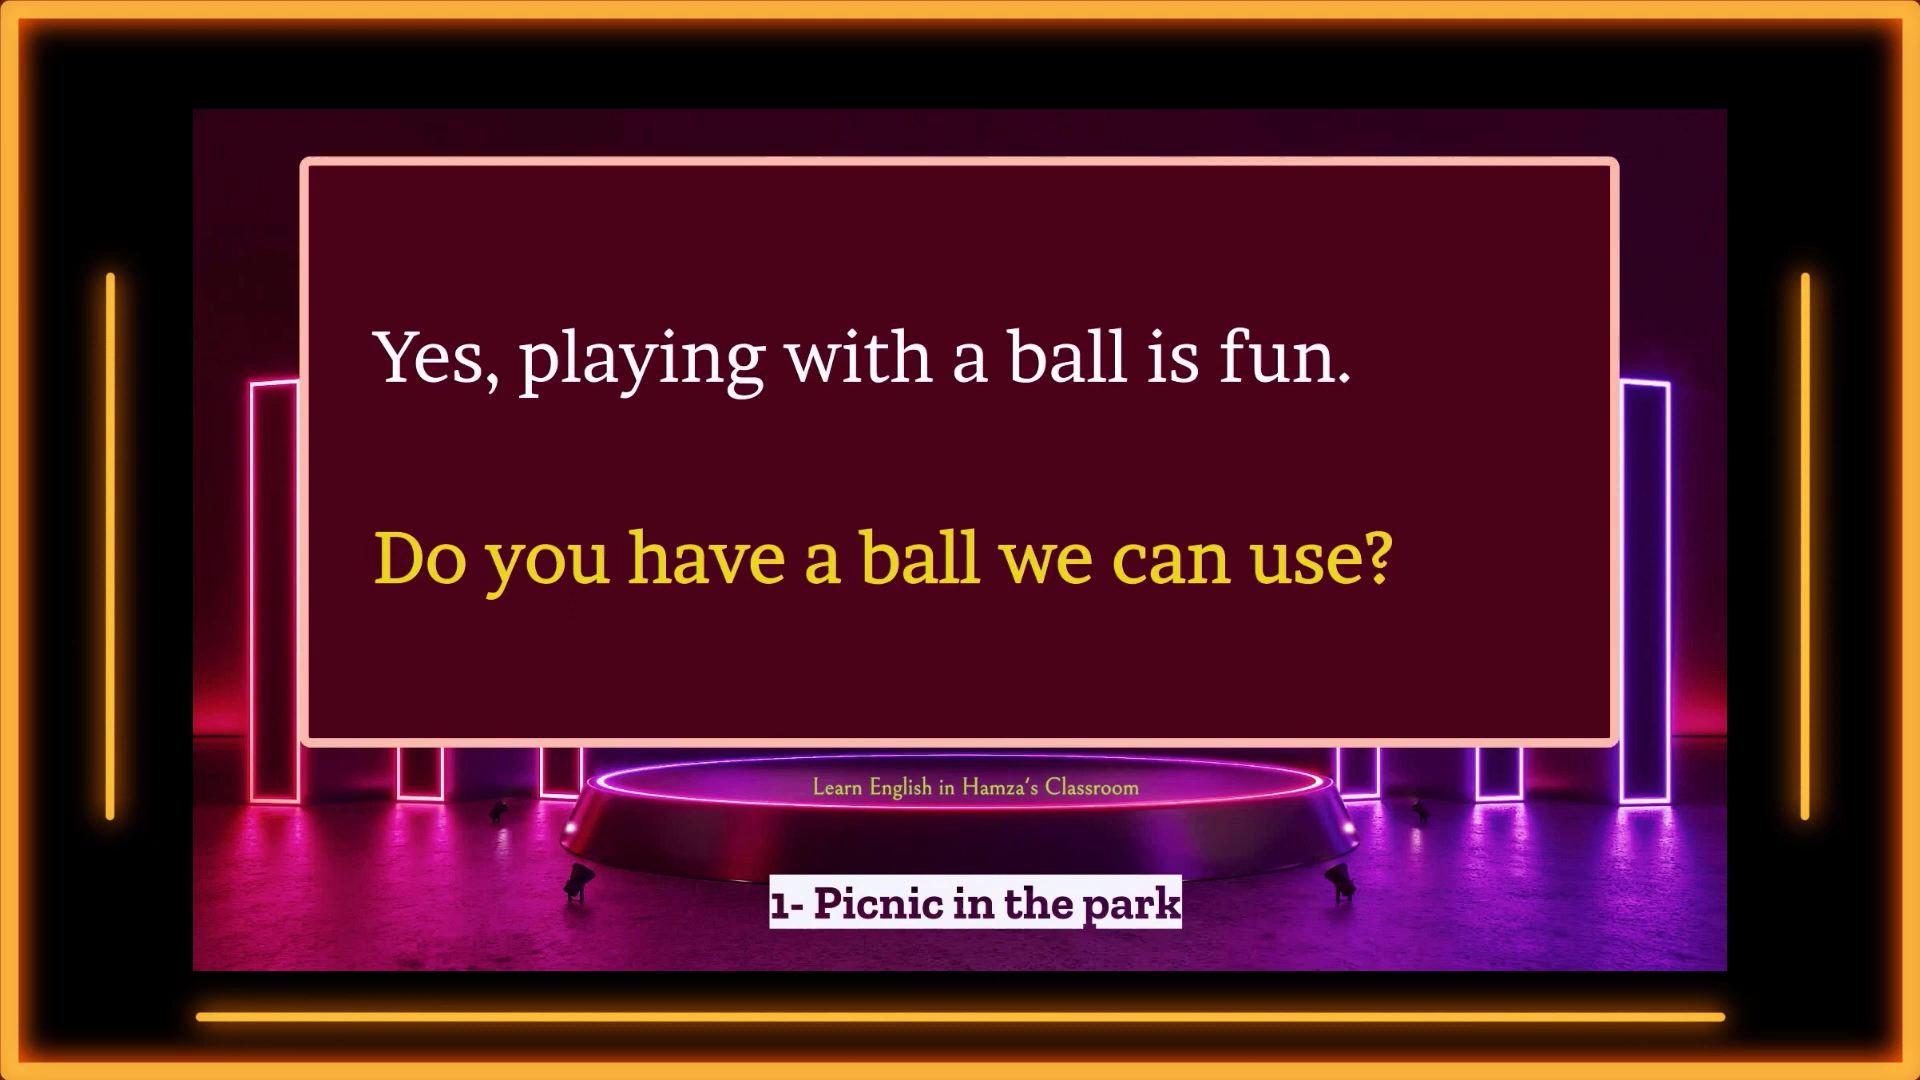 Yes, playing with a ball is fun.
Do you have a ball we can use?
Learn English in Hamza's Classroom
1- Picnic in the park